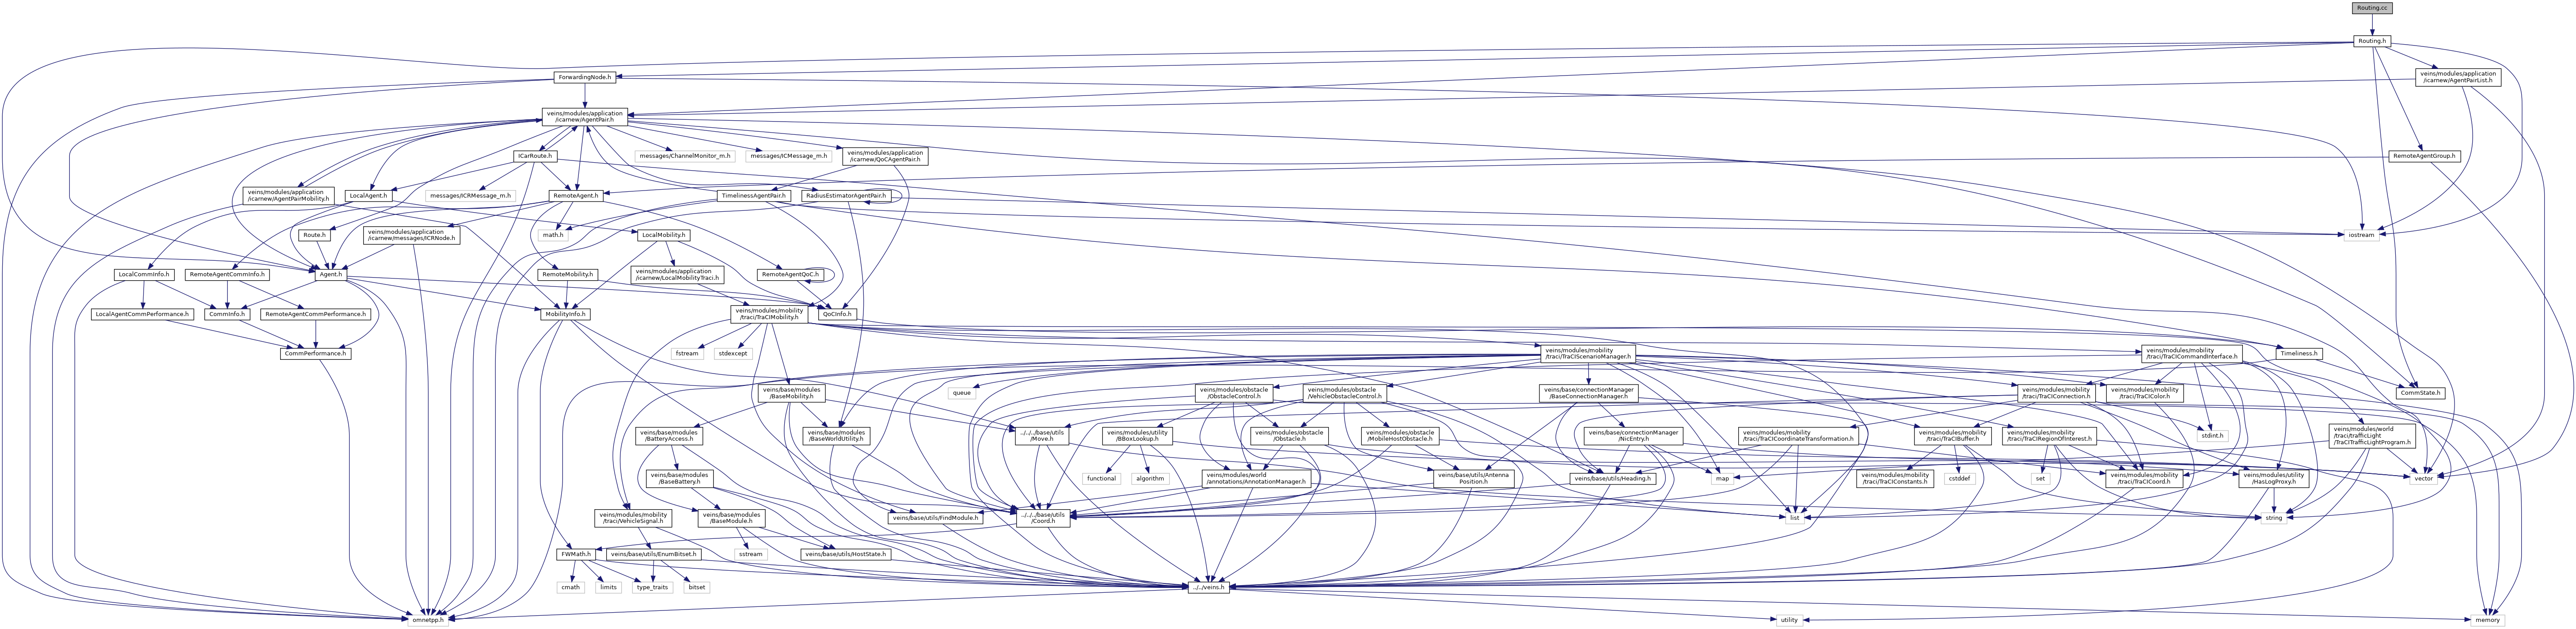 Routing.cc
Routing.h
ForwardingNode.h
veins/modules/application
/icarnew/AgentPairList.h
veins/modules/application
/icarnew/AgentPair.h
ICarRoute.h
messages/ChannelMonitor_m.h
messages/ICMessage_m.h
veins/modules/application
/icarnew/QoCAgentPair.h
RemoteAgentGroup.h
veins/modules/application
/icarnew/AgentPairMobility.h
LocalAgent.h
messages/ICRMessage_m.h
RemoteAgent.h
TimelinessAgentPair.h
RadiusEstimatorAgentPair.h
Route.h
veins/modules/application
/icarnew/messages/ICRNode.h
math.h
LocalMobility.h
iostream
LocalCommInfo.h
RemoteAgentCommInfo.h
Agent.h
RemoteMobility.h
veins/modules/application
/icarnew/LocalMobilityTraci.h
RemoteAgentQoC.h
LocalAgentCommPerformance.h
CommInfo.h
RemoteAgentCommPerformance.h
MobilityInfo.h
veins/modules/mobility
/traci/TraCIMobility.h
QoCInfo.h
CommPerformance.h
fstream
stdexcept
veins/modules/mobility
/traci/TraCIScenarioManager.h
veins/modules/mobility
/traci/TraCICommandInterface.h
Timeliness.h
veins/base/modules
/BaseMobility.h
queue
veins/modules/obstacle
/ObstacleControl.h
veins/modules/obstacle
/VehicleObstacleControl.h
veins/base/connectionManager
/BaseConnectionManager.h
veins/modules/mobility
/traci/TraCIConnection.h
veins/modules/mobility
/traci/TraCIColor.h
CommState.h
veins/base/modules
/BatteryAccess.h
veins/base/modules
/BaseWorldUtility.h
../../../base/utils
/Move.h
veins/modules/utility
/BBoxLookup.h
veins/modules/obstacle
/Obstacle.h
veins/modules/obstacle
/MobileHostObstacle.h
veins/base/connectionManager
/NicEntry.h
veins/modules/mobility
/traci/TraCICoordinateTransformation.h
veins/modules/mobility
/traci/TraCIBuffer.h
veins/modules/mobility
/traci/TraCIRegionOfInterest.h
stdint.h
veins/modules/world
/traci/trafficLight
/TraCITrafficLightProgram.h
veins/base/modules
/BaseBattery.h
functional
algorithm
veins/modules/world
/annotations/AnnotationManager.h
veins/base/utils/Antenna
Position.h
veins/base/utils/Heading.h
map
veins/modules/mobility
/traci/TraCIConstants.h
cstddef
set
veins/modules/mobility
/traci/TraCICoord.h
veins/modules/utility
/HasLogProxy.h
vector
veins/modules/mobility
/traci/VehicleSignal.h
veins/base/modules
/BaseModule.h
veins/base/utils/FindModule.h
../../../base/utils
/Coord.h
list
string
FWMath.h
veins/base/utils/EnumBitset.h
sstream
veins/base/utils/HostState.h
cmath
limits
type_traits
bitset
../../veins.h
omnetpp.h
utility
memory